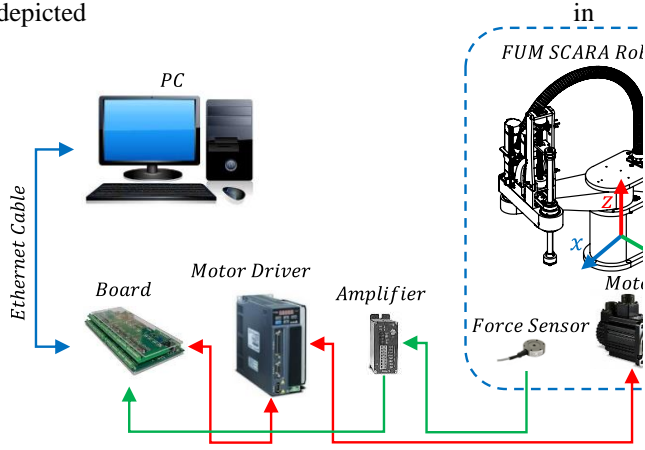 depicted in
FUM SCARA Rob
PC
Ethernet Cable
Z
x
Motor Driver
Board
Amplifier
Moto
Force Sensor